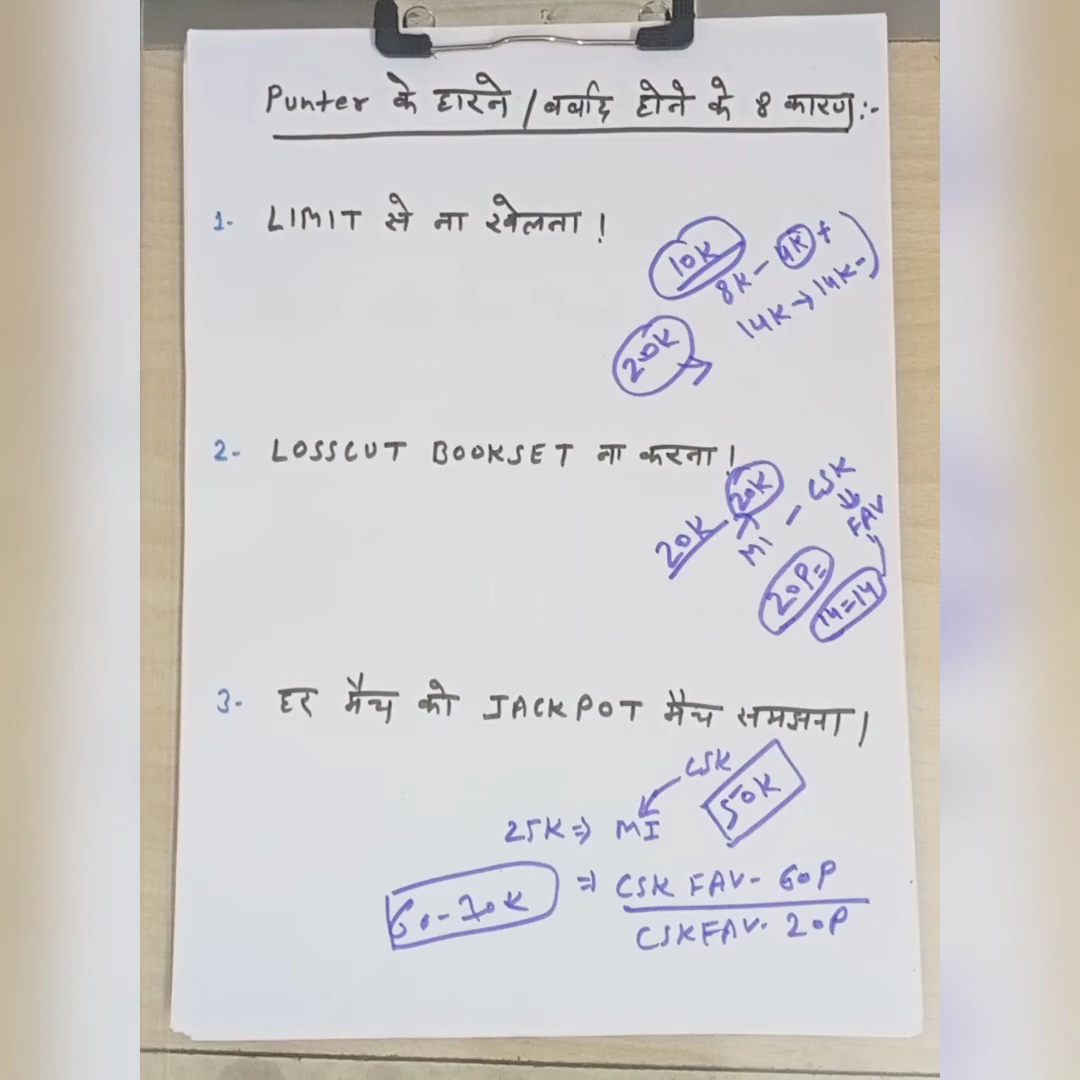 Punter के हारने / बर्बाद होने के 8 कारण :-
1- LIMIT से ना खेलना !
10K
8K - 4K +
14K → 14K -
20K
2- LOSSCUT BOOKSET ना करना !
20K - 20K
MI - CSK
FAV
20P=
14=14
3- हर मैच को JACKPOT मैच समझना।
CSK
50K
25K ⇒ MI
60-70K ⇒ CSK FAV- 60P
CSK FAV. 20P